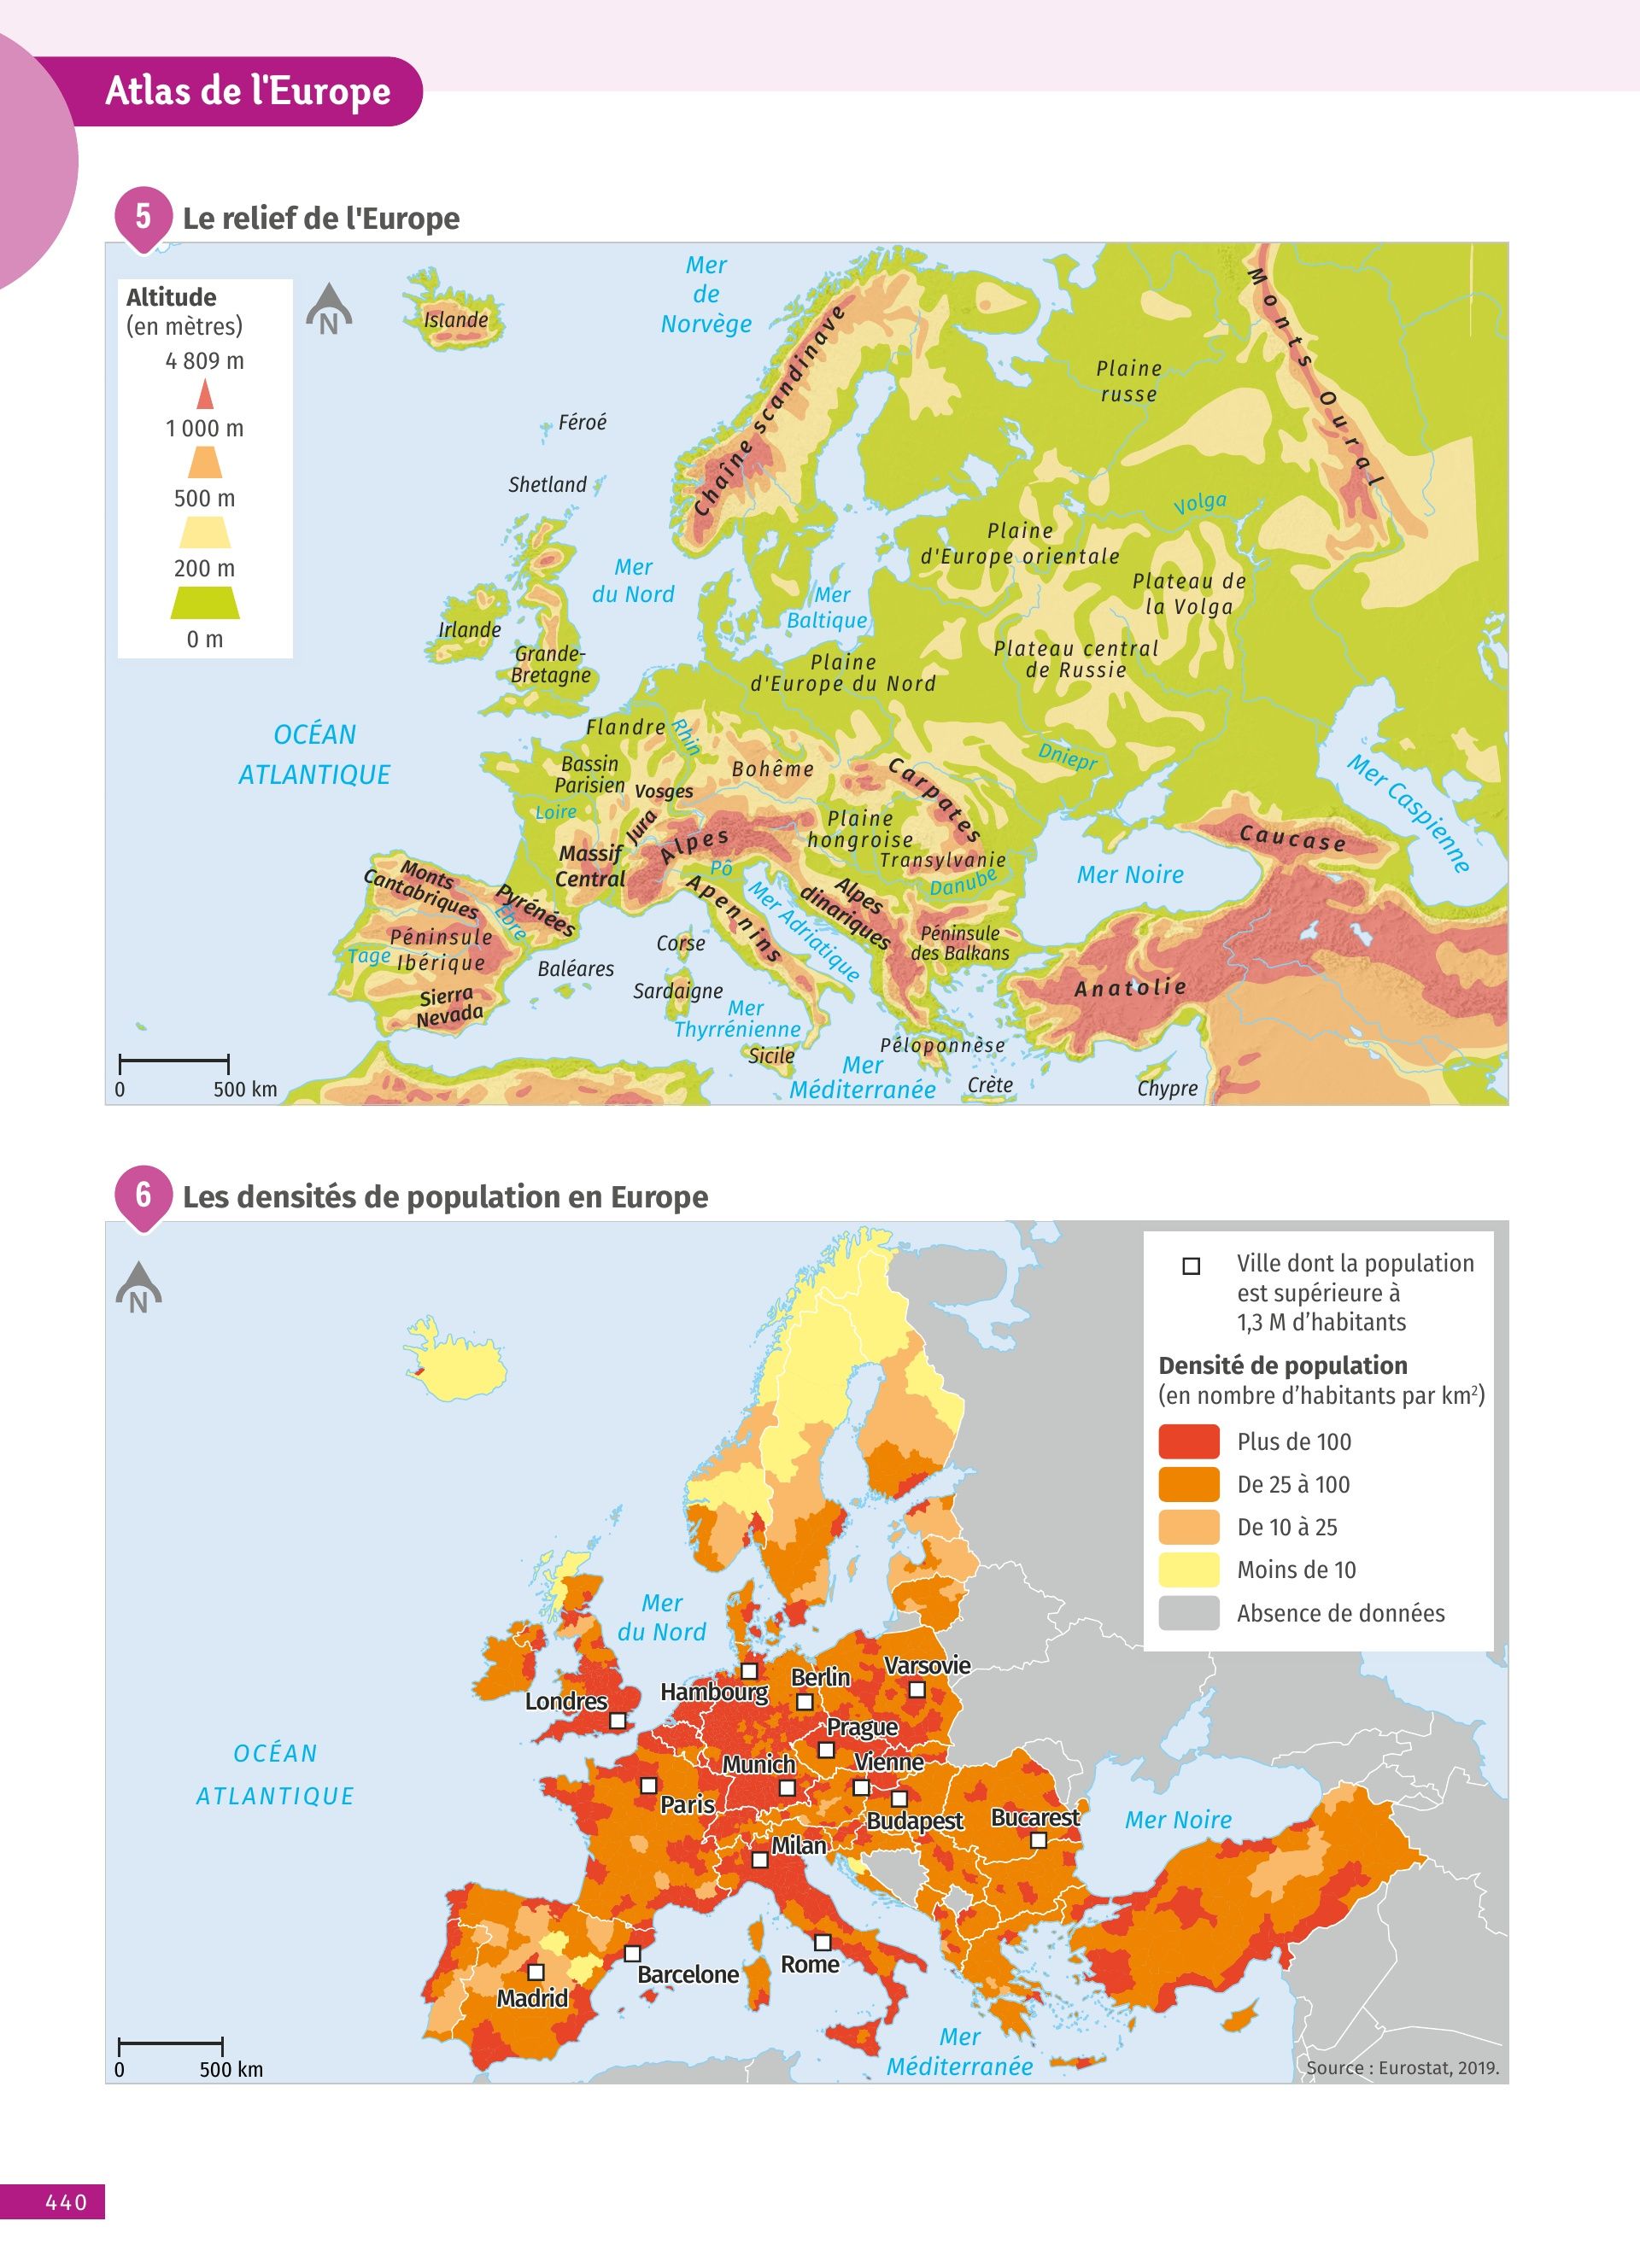 Atlas de l'Europe
5 Le relief de l'Europe
Altitude
(en mètres)
4 809 m
1 000 m
500 m
200 m
0 m
N
Islande
Mer
de
Norvège
Féroé
Shetland
Chaîne scandinave
Monts Oural
Plaine
russe
Volga
Plaine
d'Europe orientale
Plateau de
la Volga
Mer
du Nord
Mer
Baltique
Irlande
Grande-
Bretagne
Plateau central
de Russie
Plaine
d'Europe du Nord
OCÉAN
ATLANTIQUE
Flandre
Rhin
Bassin
Parisien
Vosges
Bohême
Dniepr
Carpates
Mer Caspienne
Loire
Jura
Alpes
Plaine
hongroise
Transylvanie
Caucase
Massif
Central
Pô
Danube
Mer Noire
Monts
Cantabriques
Pyrénées
Èbre
Apennins
Mer Adriatique
Alpes
dinariques
Péninsule
des Balkans
Péninsule
Ibérique
Tage
Corse
Baléares
Sardaigne
Anatolie
Sierra
Nevada
Mer
Thyrrénienne
Sicile
Péloponnèse
Mer
Méditerranée
Crète
Chypre
0 500 km
6 Les densités de population en Europe
N
Ville dont la population
est supérieure à
1,3 M d’habitants
Densité de population
(en nombre d’habitants par km²)
Plus de 100
De 25 à 100
De 10 à 25
Moins de 10
Absence de données
Mer
du Nord
Londres
Hambourg
Berlin
Varsovie
Prague
Munich
Vienne
Paris
Budapest
Bucarest
Milan
OCÉAN
ATLANTIQUE
Mer Noire
Barcelone
Rome
Madrid
Mer
Méditerranée
0 500 km
Source : Eurostat, 2019.
440